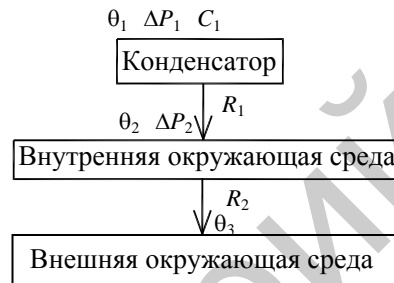 θ₁ ΔP₁ C₁
Конденсатор
R₁
θ₂ ΔP₂
Внутренняя окружающая среда
R₂
θ₃
Внешняя окружающая среда